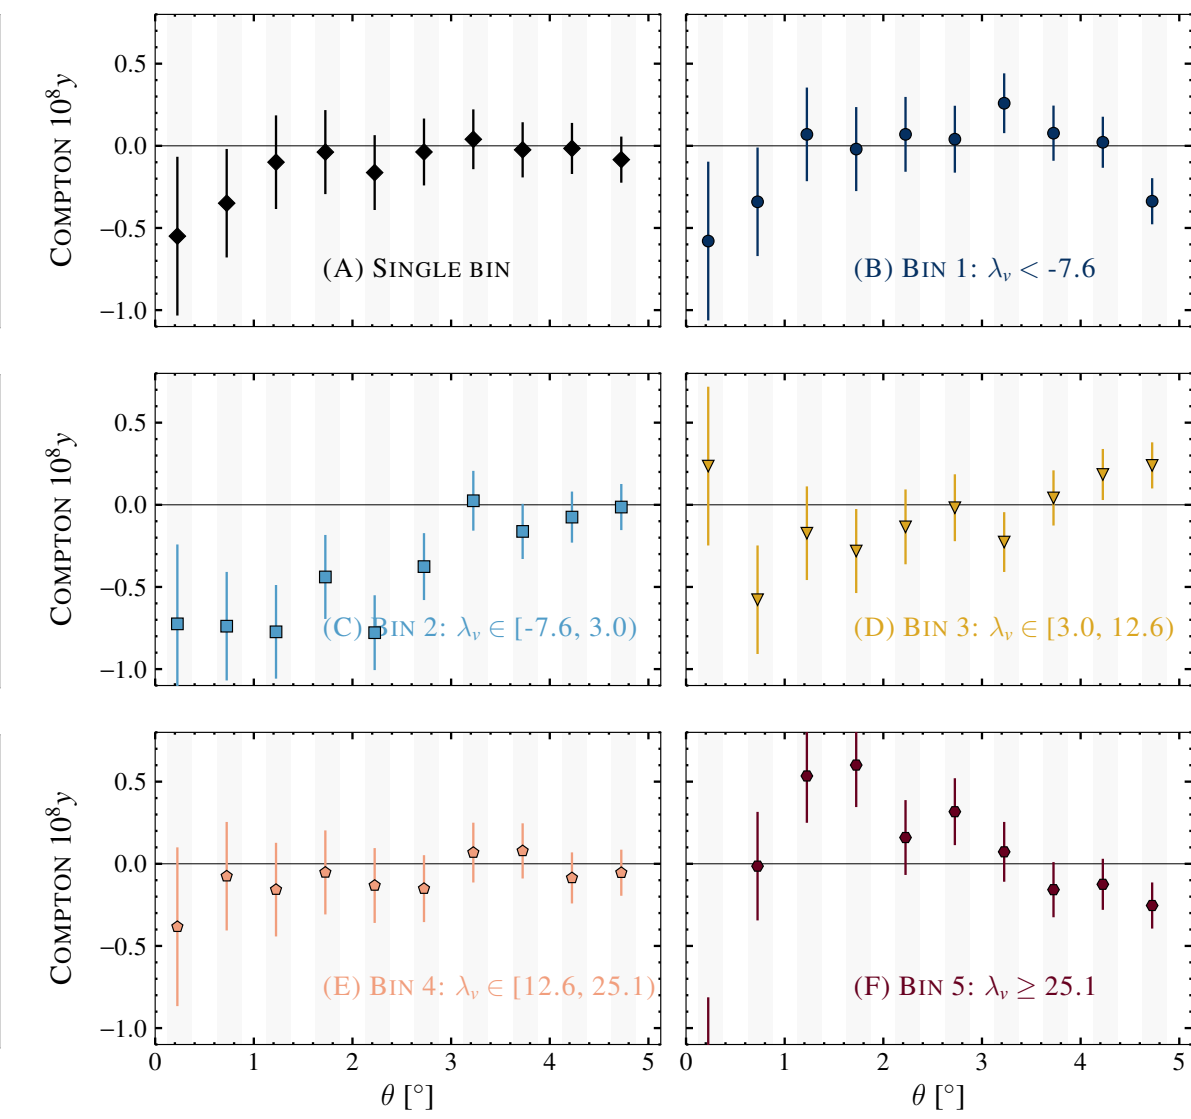 COMPTON 10⁸y
0.5
0.0
−0.5
−1.0
(A) SINGLE BIN
(B) BIN 1: λᵥ < -7.6
COMPTON 10⁸y
0.5
0.0
−0.5
−1.0
(C) BIN 2: λᵥ ∈ [-7.6, 3.0)
(D) BIN 3: λᵥ ∈ [3.0, 12.6)
COMPTON 10⁸y
0.5
0.0
−0.5
−1.0
(E) BIN 4: λᵥ ∈ [12.6, 25.1)
(F) BIN 5: λᵥ ≥ 25.1
0 1 2 3 4 5
0 1 2 3 4 5
θ [°]
θ [°]